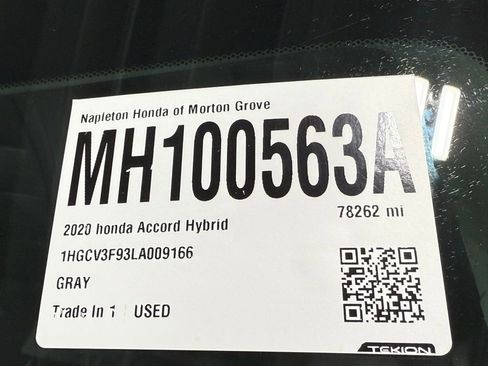 Napleton Honda of Morton Grove
MH100563A
78262 mi
2020 honda Accord Hybrid
1HGCV3F93LA009166
GRAY
Trade In 1 USED
TEKION